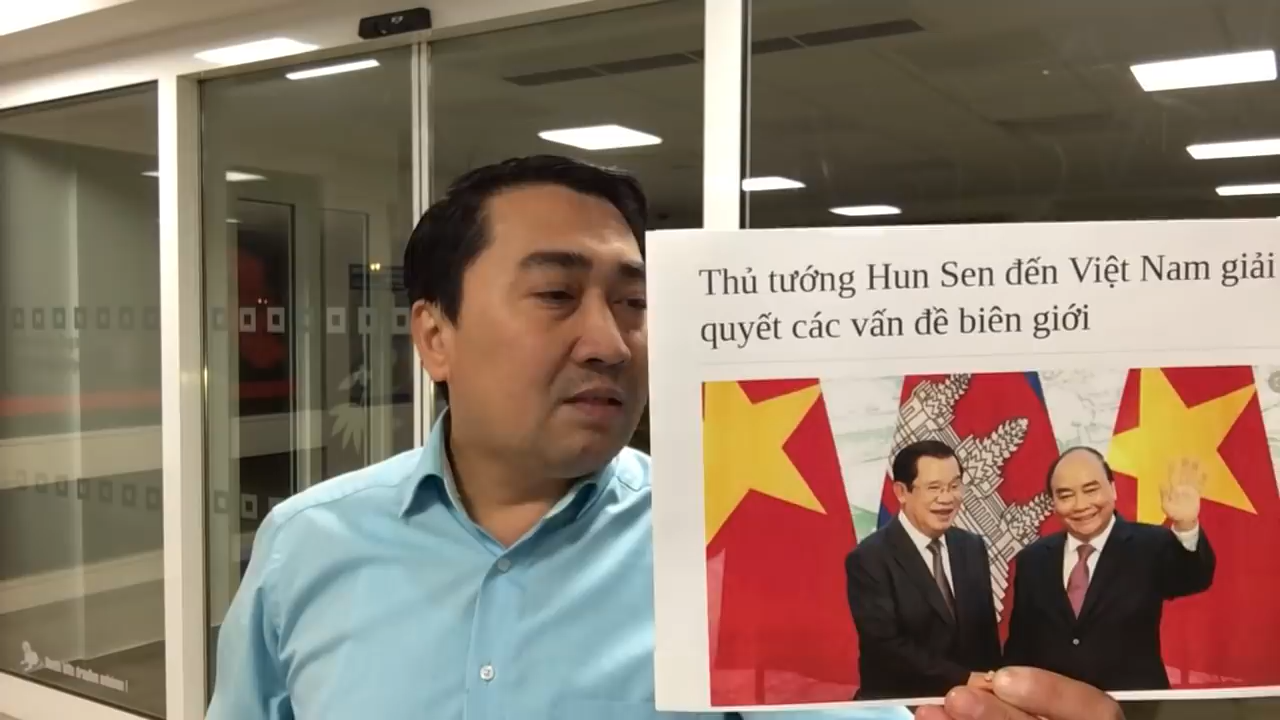 Thủ tướng Hun Sen đến Việt Nam giải
quyết các vấn đề biên giới